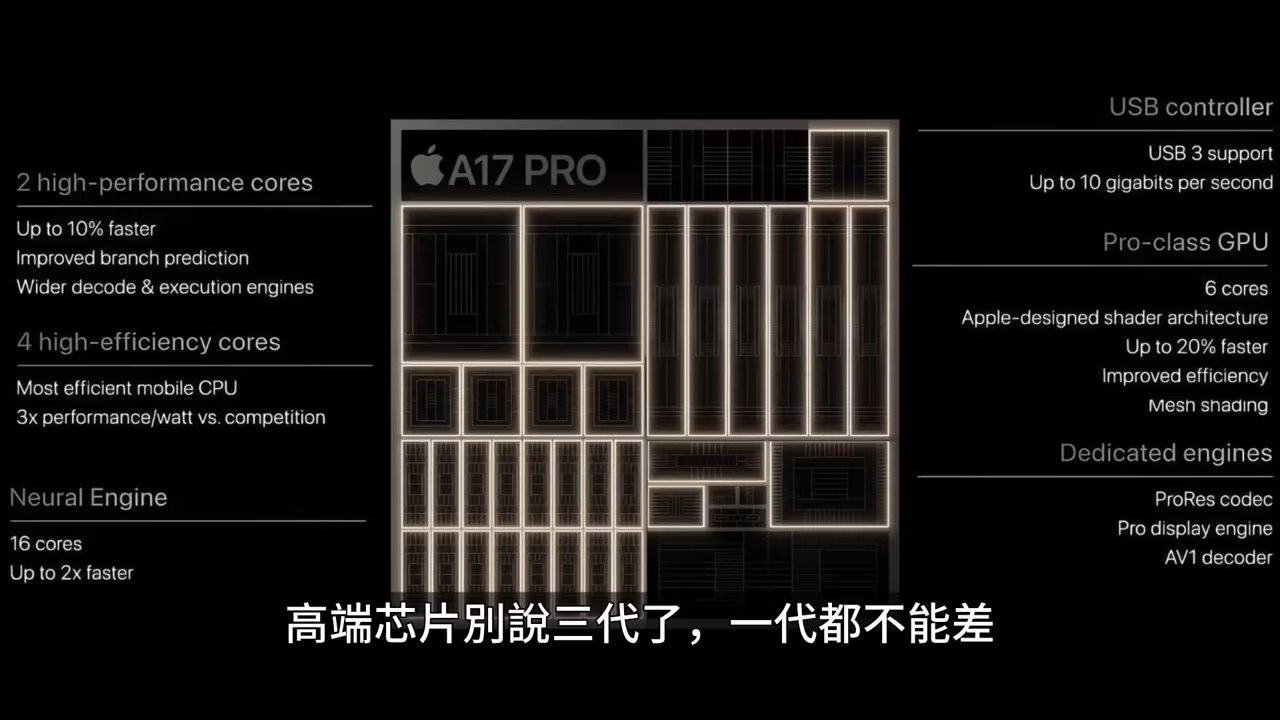 2 high-performance cores
Up to 10% faster
Improved branch prediction
Wider decode & execution engines
4 high-efficiency cores
Most efficient mobile CPU
3x performance/watt vs. competition
Neural Engine
16 cores
Up to 2x faster
A17 PRO
USB controller
USB 3 support
Up to 10 gigabits per second
Pro-class GPU
6 cores
Apple-designed shader architecture
Up to 20% faster
Improved efficiency
Mesh shading
Dedicated engines
ProRes codec
Pro display engine
AV1 decoder
高端芯片別說三代了，一代都不能差